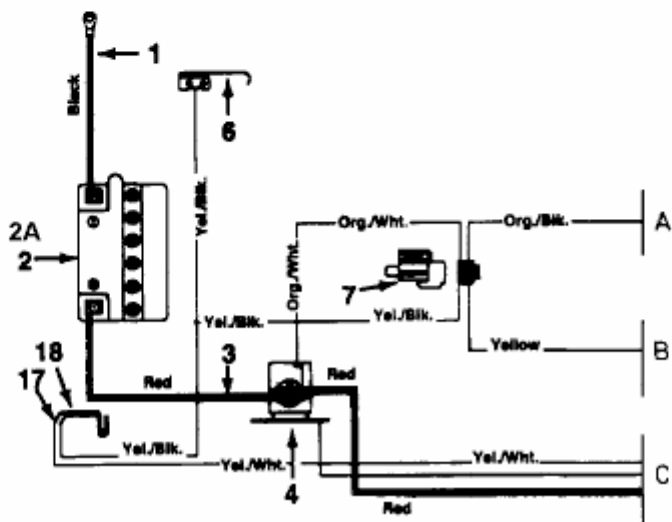 1
Black
6
2A
2
Yel./Blk.
Org./Wht.
Org./Blk.
A
Org./Wht.
7
Yel./Blk.
Yel./Blk.
Yellow
B
18
17
Red
3
Red
Yel./Blk.
Yel./Wht.
4
Yel./Wht.
C
Red